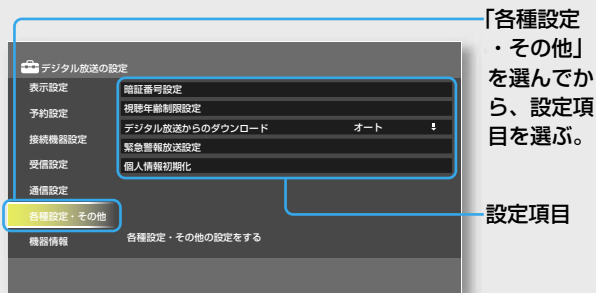 デジタル放送の設定
表示設定
予約設定
接続機器設定
受信設定
通信設定
各種設定・その他
機器情報
暗証番号設定
視聴年齢制限設定
デジタル放送からのダウンロード オート
緊急警報放送設定
個人情報初期化
各種設定・その他の設定をする
「各種設定
・その他」
を選んでか
ら、設定項
目を選ぶ。
設定項目